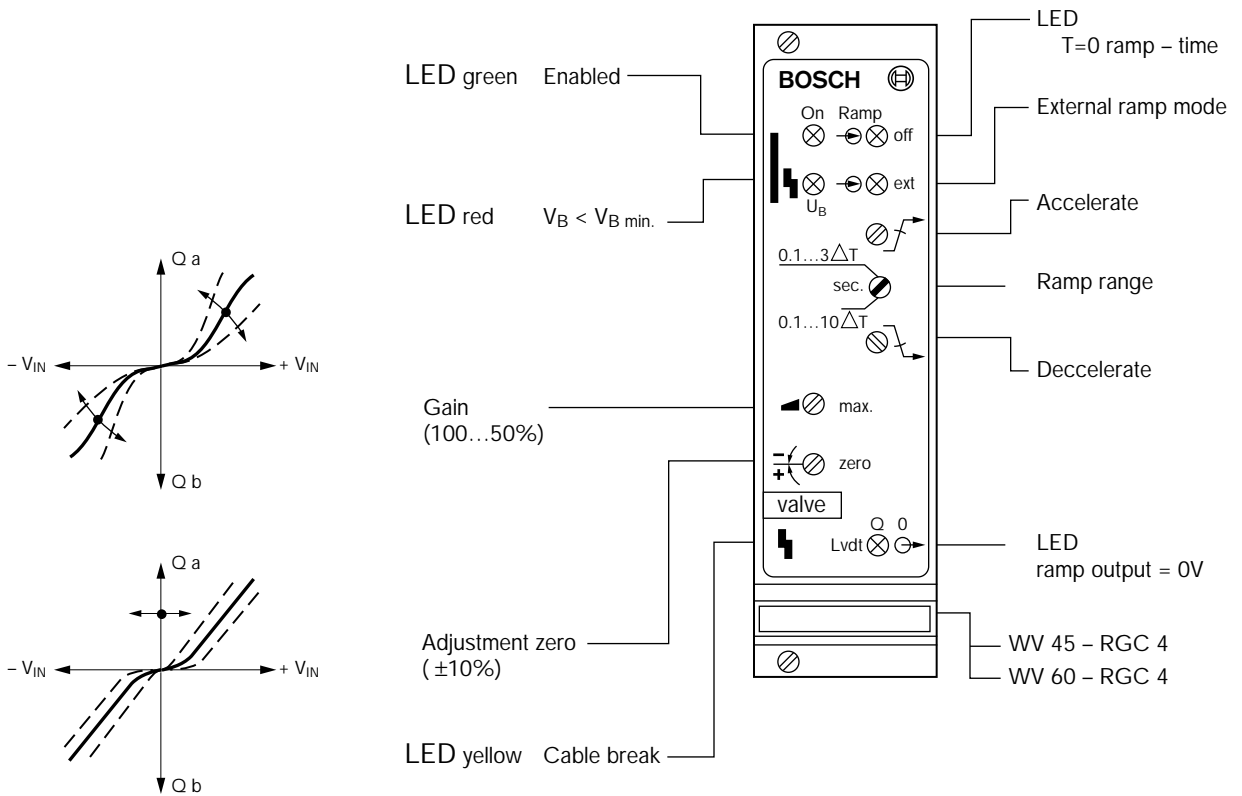 LED
T=0 ramp – time
LED green Enabled
External ramp mode
LED red V_B < V_B min.
Accelerate
Ramp range
Deccelerate
BOSCH
On Ramp
off
ext
U_B
0.1...3△T
sec.
0.1...10△T
max.
– 
+
zero
valve
Q 0
Lvdt
Q a
– V_IN
+ V_IN
Q b
Gain
(100...50%)
Q a
– V_IN
+ V_IN
Q b
Adjustment zero
( ±10%)
LED yellow Cable break
LED
ramp output = 0V
WV 45 – RGC 4
WV 60 – RGC 4